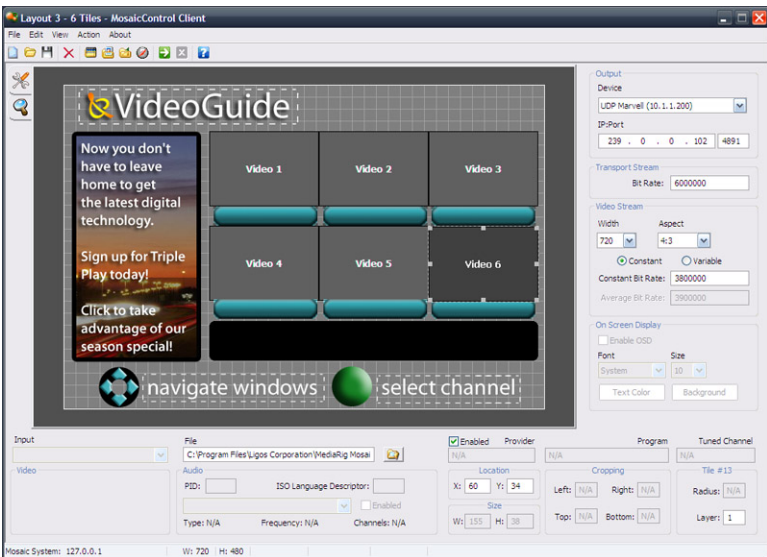 Layout 3 - 6 Tiles - MosaicControl Client
File Edit View Action About
VideoGuide
Now you don't
have to leave
home to get
the latest digital
technology.
Sign up for Triple
Play today!
Click to take
advantage of our
season special!
Video 1 Video 2 Video 3
Video 4 Video 5 Video 6
navigate windows select channel
Output
Device
UDP Marvell (10.1.1.200)
IP:Port
239 . 0 . 0 . 102 4891
Transport Stream
Bit Rate: 6000000
Video Stream
Width Aspect
720 4:3
Constant Variable
Constant Bit Rate: 3800000
Average Bit Rate: 3900000
On Screen Display
Enable OSD
Font Size
System 10
Text Color Background
Input File Enabled Provider Program Tuned Channel
C:\Program Files\Ligos Corporation\MediaRig Mosai N/A N/A N/A
Video Audio Location Cropping Tile #13
PID: ISO Language Descriptor: X: 60 Y: 34 Left: N/A Right: N/A Radius: N/A
Enabled Size
Type: N/A Frequency: N/A Channels: N/A W: 155 H: 38 Top: N/A Bottom: N/A Layer: 1
Mosaic System: 127.0.0.1 W: 720 H: 480